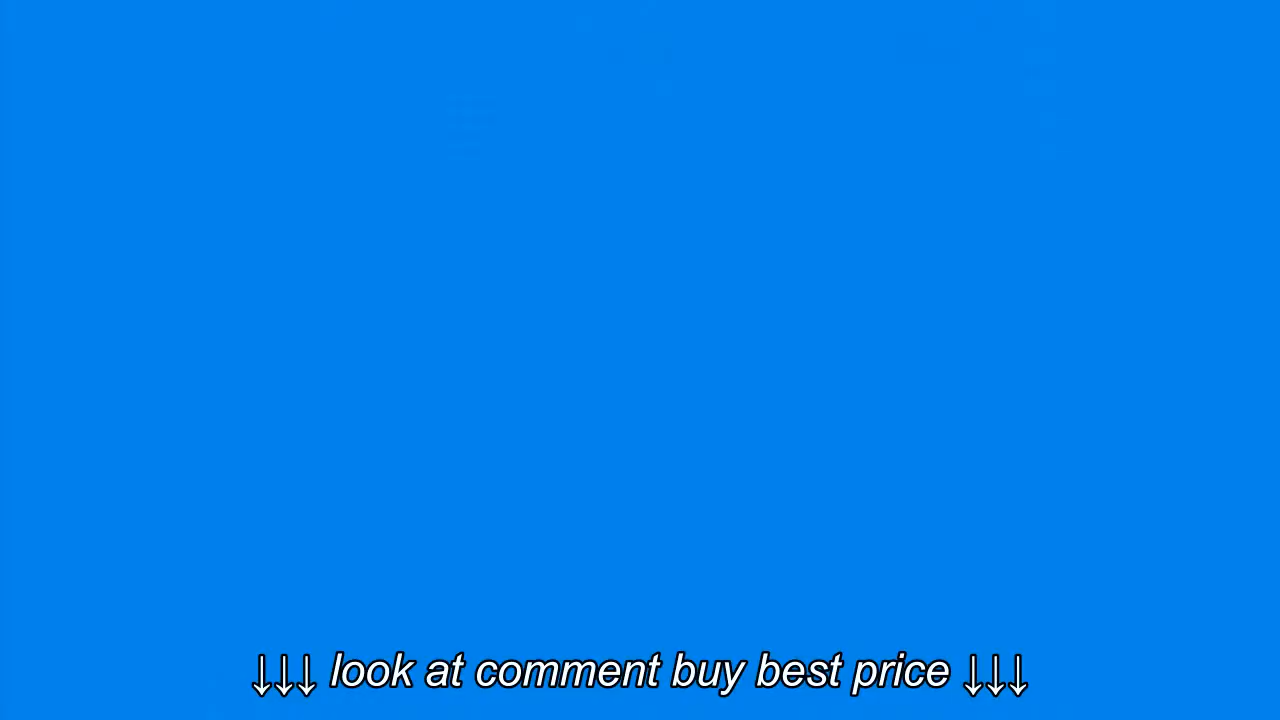 ↓↓↓ look at comment buy best price ↓↓↓